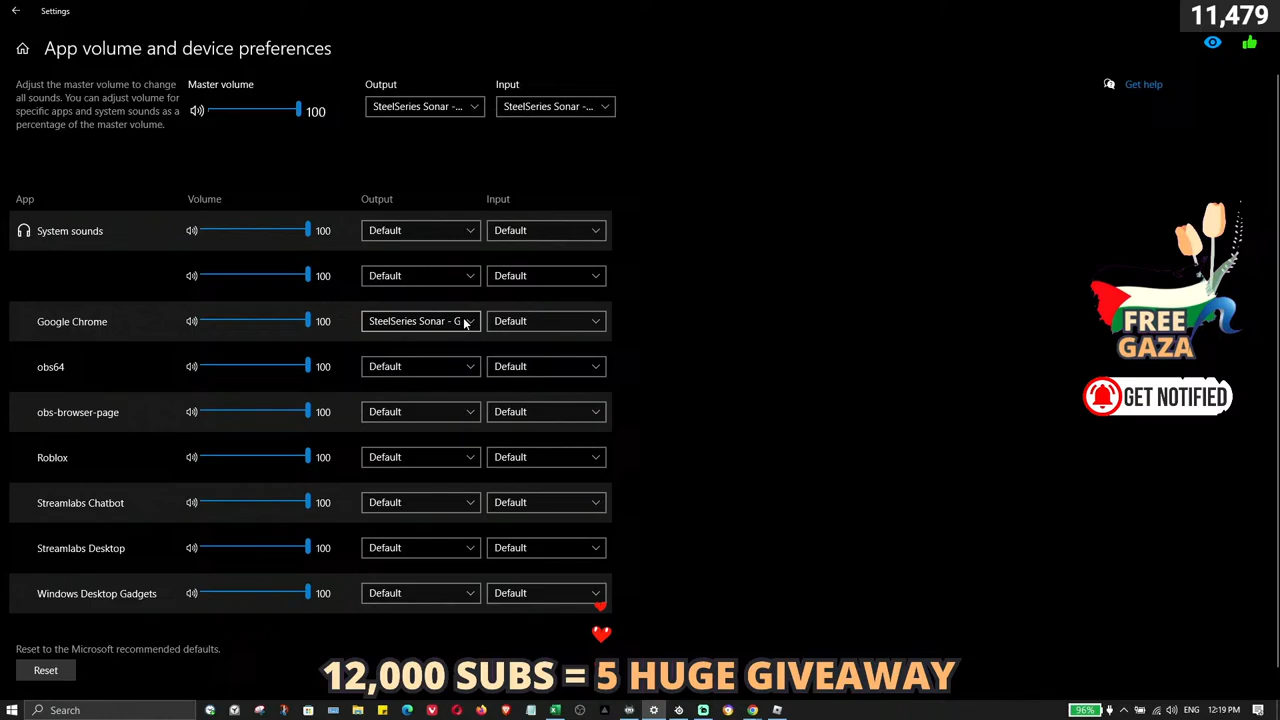 Settings
11,479
App volume and device preferences
Adjust the master volume to change
all sounds. You can adjust volume for
specific apps and system sounds as a
percentage of the master volume.
Master volume
100
Output
SteelSeries Sonar -...
Input
SteelSeries Sonar -...
Get help
App Volume Output Input
System sounds 100 Default Default
100 Default Default
Google Chrome 100 SteelSeries Sonar - G Default
obs64 100 Default Default
obs-browser-page 100 Default Default
Roblox 100 Default Default
Streamlabs Chatbot 100 Default Default
Streamlabs Desktop 100 Default Default
Windows Desktop Gadgets 100 Default Default
FREE
GAZA
GET NOTIFIED
Reset to the Microsoft recommended defaults.
Reset
12,000 SUBS = 5 HUGE GIVEAWAY
Search
96%
ENG
12:19 PM